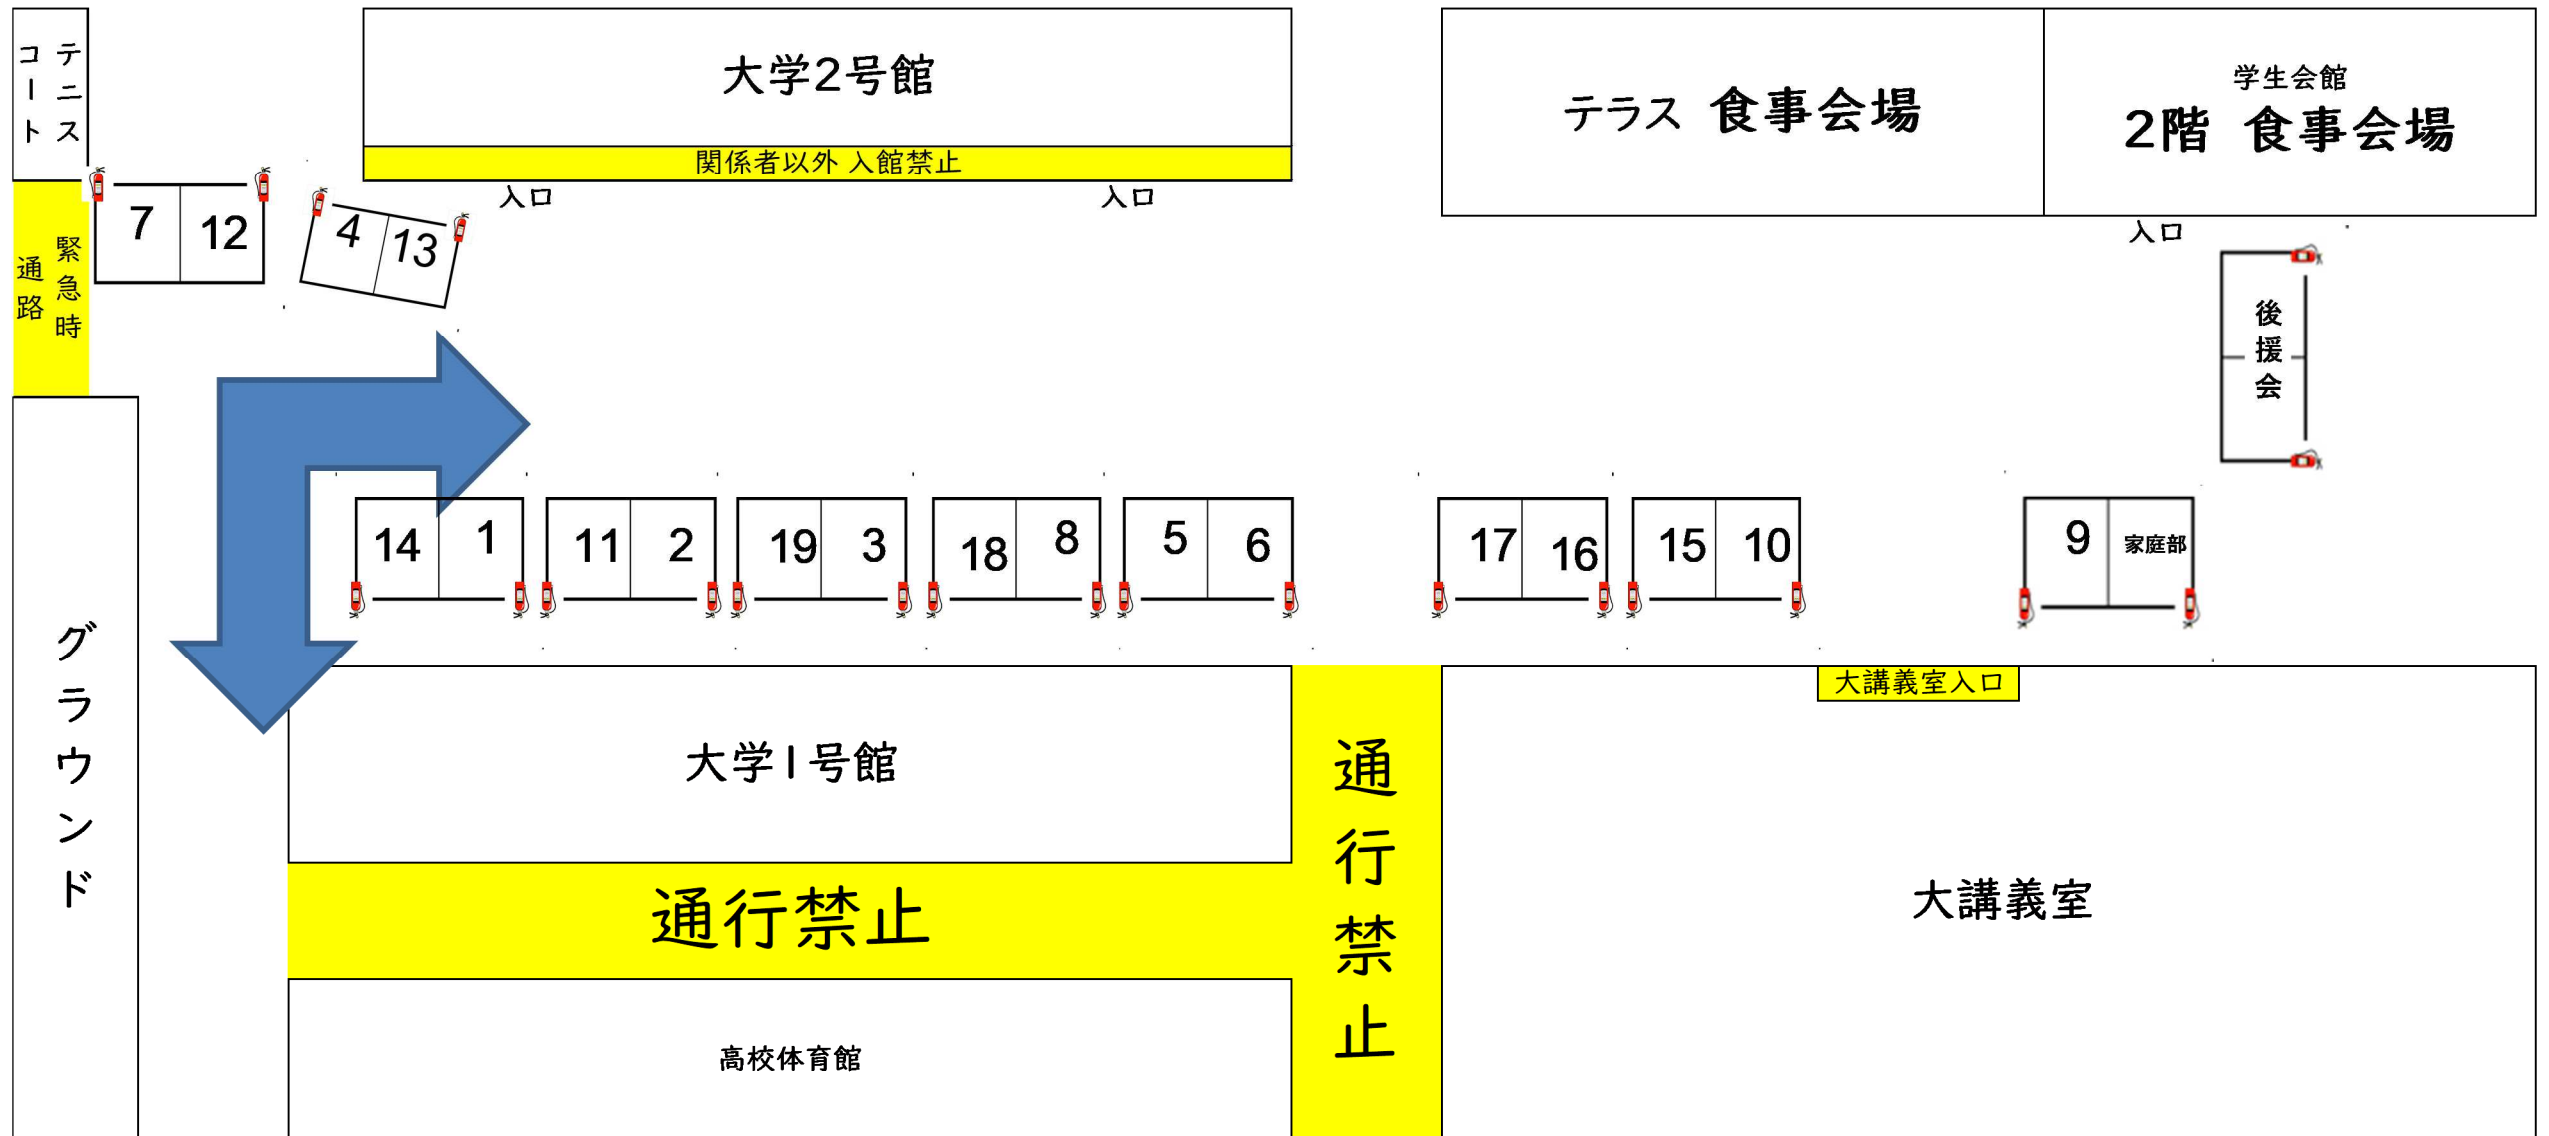 テニス
コート
大学2号館
関係者以外 入館禁止
入口
入口
テラス 食事会場
学生会館
2階 食事会場
入口
緊急時
通路
7
12
4
13
後援会
14
1
11
2
19
3
18
8
5
6
17
16
15
10
9
家庭部
グラウンド
大学1号館
通行禁止
高校体育館
通行禁止
大講義室入口
大講義室